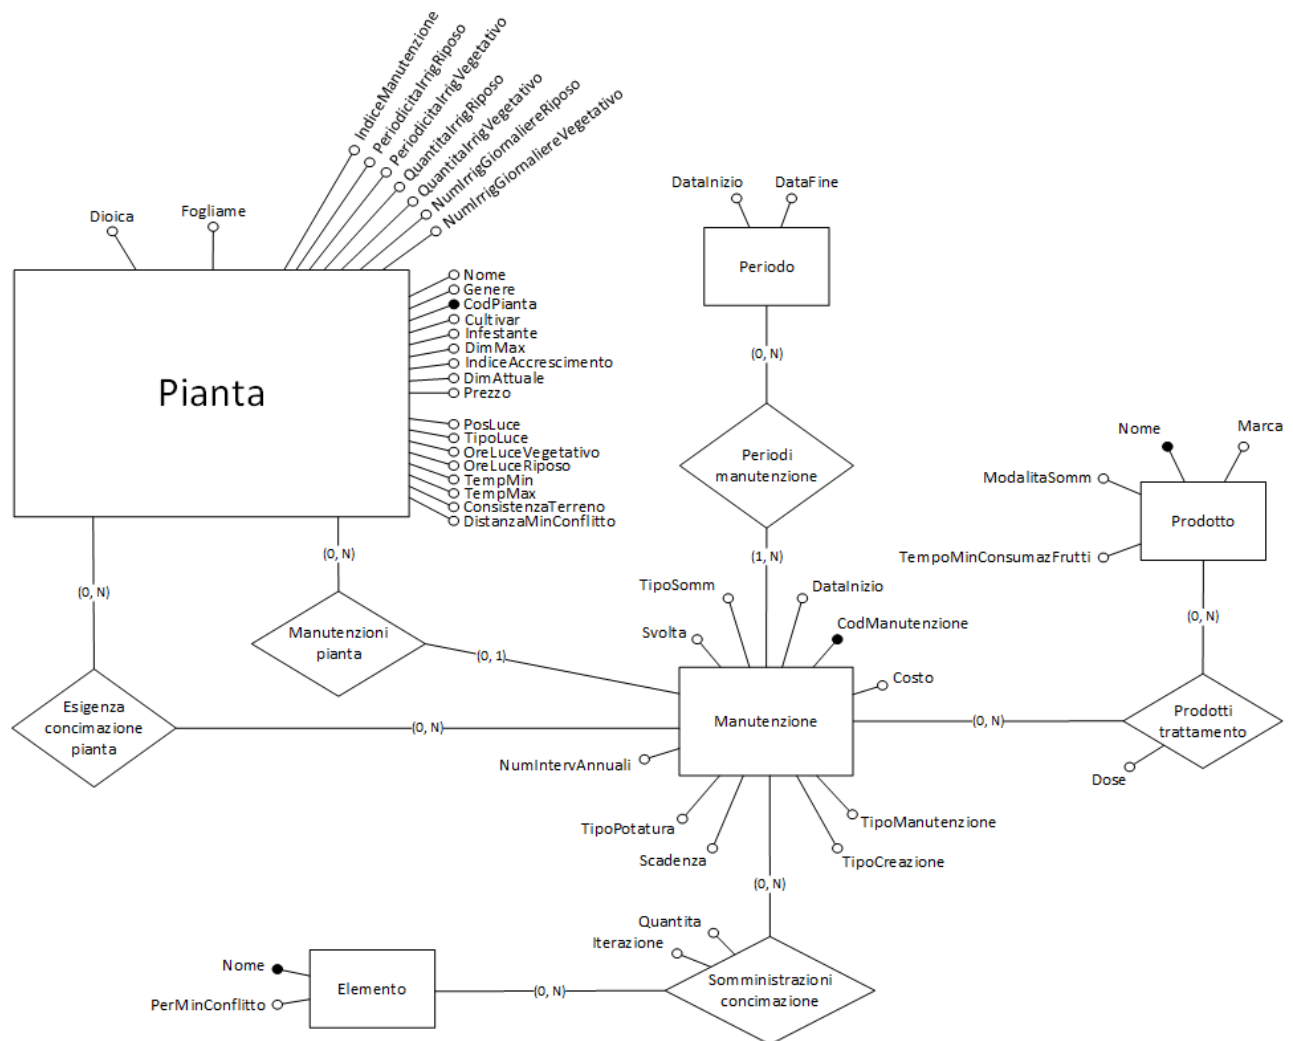 IndiceManutenzione
PeriodicitaIrrigRiposo
PeriodicitaIrrigVegetativo
QuantitaIrrigRiposo
QuantitaIrrigVegetativo
NumIrrigGiornaliereRiposo
NumIrrigGiornaliereVegetativo
Dioica
Fogliame
DataInizio
DataFine
Periodo
Nome
Genere
CodPianta
Cultivar
Infestante
DimMax
IndiceAccrescimento
DimAttuale
Prezzo
Pianta
PosLuce
TipoLuce
OreLuceVegetativo
OreLuceRiposo
TempMin
TempMax
ConsistenzaTerreno
DistanzaMinConflitto
(0, N)
Periodi
manutenzione
(1, N)
Nome
Marca
ModalitaSomm
Prodotto
TempoMinConsumazFrutti
(0, N)
(0, N)
(0, N)
Manutenzioni
pianta
(0, 1)
TipoSomm
DataInizio
Svolta
CodManutenzione
Costo
Manutenzione
Esigenza
concimazione
pianta
(0, N)
(0, N)
Prodotti
trattamento
Dose
NumIntervAnnuali
TipoPotatura
Scadenza
TipoManutenzione
TipoCreazione
(0, N)
Quantita
Iterazione
Somministrazioni
concimazione
(0, N)
Nome
PerMinConflitto
Elemento